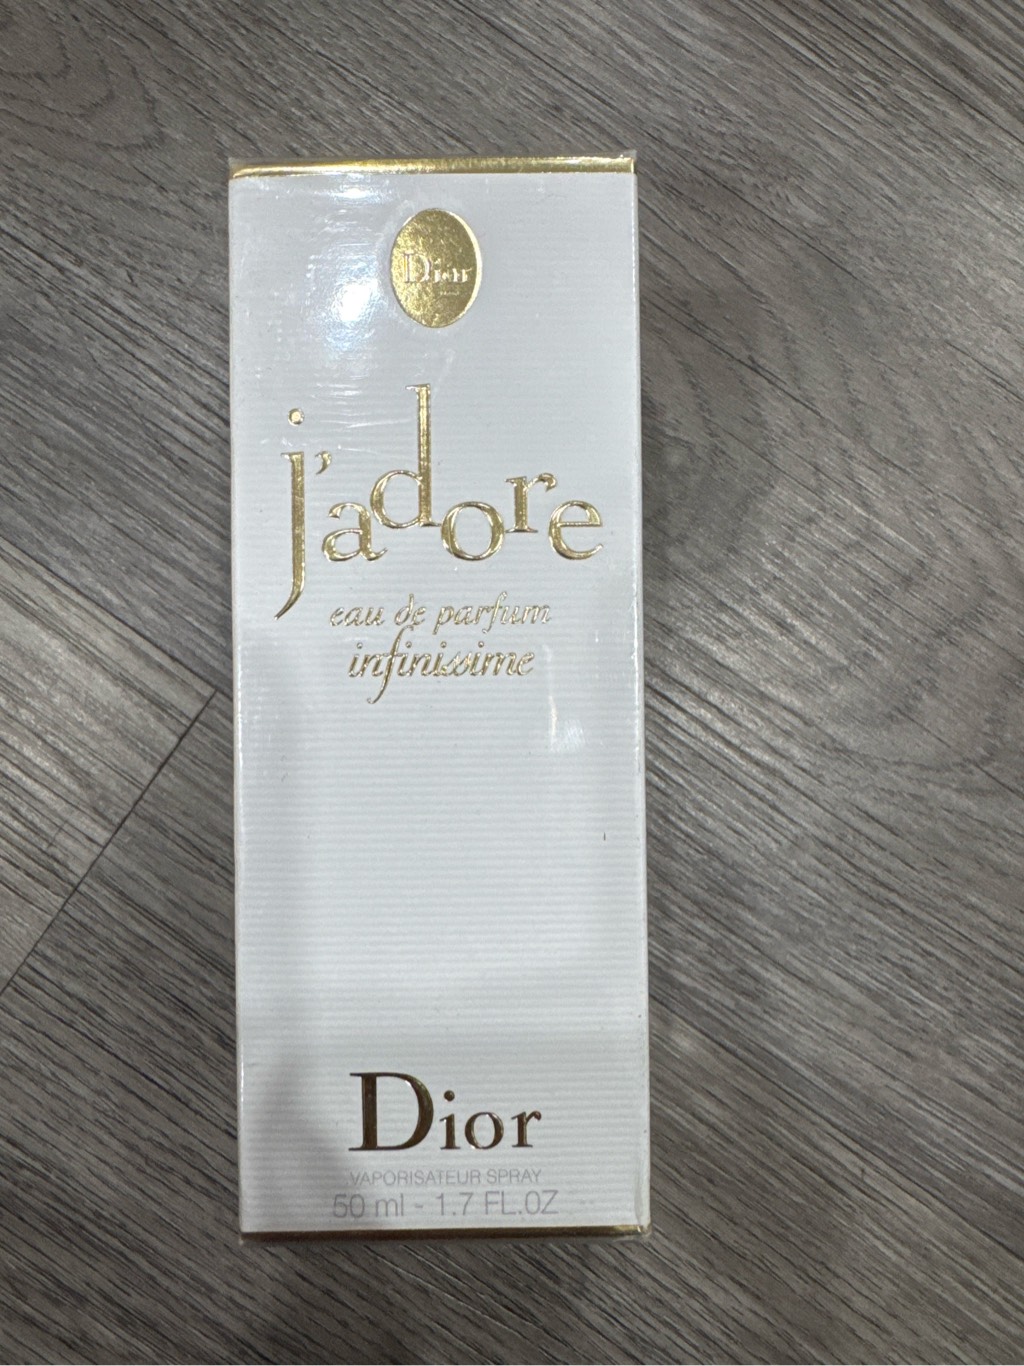 Dior
j'adore
eau de parfum
infinissime
Dior
VAPORISATEUR SPRAY
50 ml - 1.7 FL.OZ